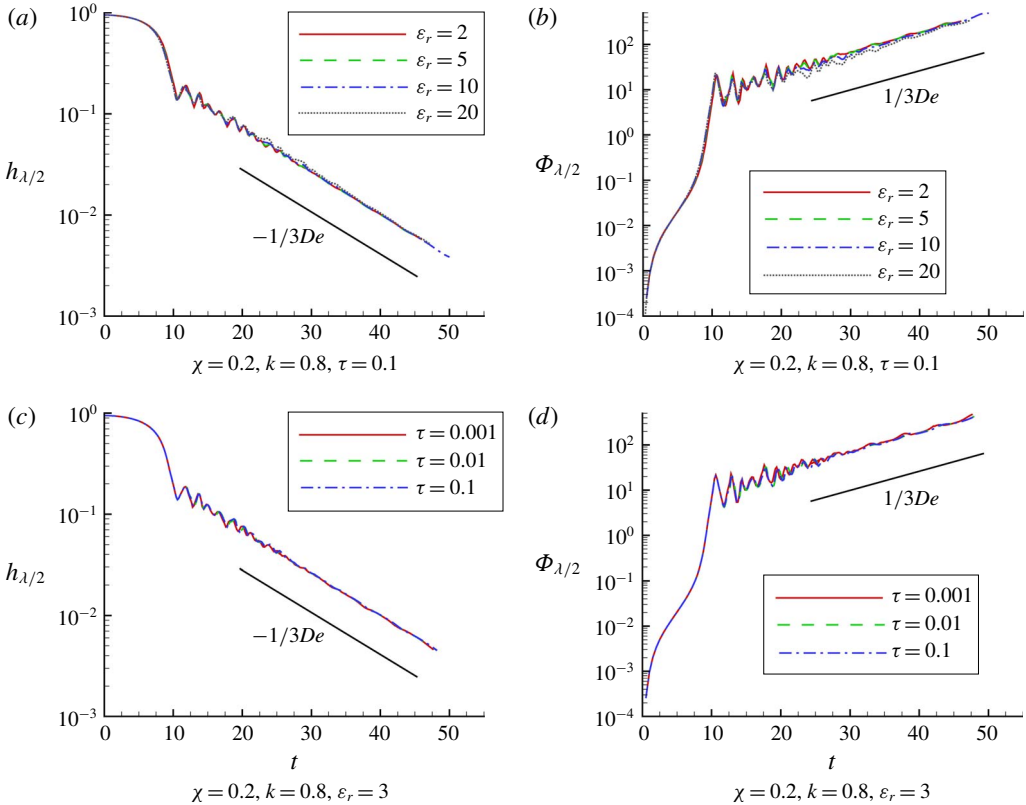 (a)
10^0
10^-1
10^-2
10^-3
h_{λ/2}
ε_r = 2
ε_r = 5
ε_r = 10
ε_r = 20
−1/3De
0 10 20 30 40 50
χ = 0.2, k = 0.8, τ = 0.1
(b)
10^2
10^1
10^0
10^-1
10^-2
10^-3
10^-4
Φ_{λ/2}
1/3De
ε_r = 2
ε_r = 5
ε_r = 10
ε_r = 20
0 10 20 30 40 50
χ = 0.2, k = 0.8, τ = 0.1
(c)
10^0
10^-1
10^-2
10^-3
h_{λ/2}
τ = 0.001
τ = 0.01
τ = 0.1
−1/3De
0 10 20 30 40 50
t
χ = 0.2, k = 0.8, ε_r = 3
(d)
10^2
10^1
10^0
10^-1
10^-2
10^-3
10^-4
Φ_{λ/2}
1/3De
τ = 0.001
τ = 0.01
τ = 0.1
0 10 20 30 40 50
t
χ = 0.2, k = 0.8, ε_r = 3